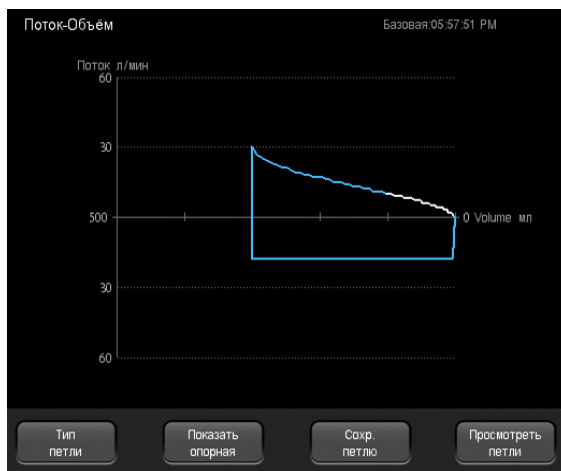 Поток-Объём
Базовая:05:57:51 PM
Поток л/мин
60
30
500
0 Volume мл
30
60
Тип петли
Показать опорная
Сохр. петлю
Просмотреть петли